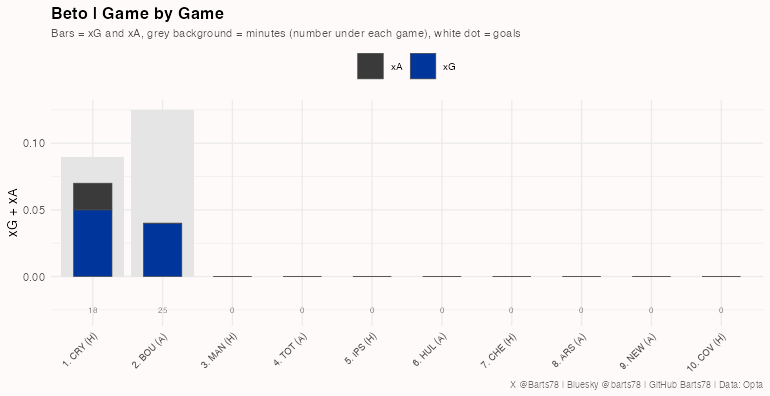 Beto | Game by Game
Bars = xG and xA, grey background = minutes (number under each game), white dot = goals
xA xG
xG + xA
0.10
0.05
0.00
18 25 0 0 0 0 0 0 0 0
1. CRY (H) 2. BOU (A) 3. MAN (H) 4. TOT (A) 5. IPS (H) 6. HUL (A) 7. CHE (H) 8. ARS (A) 9. NEW (A) 10. COV (H)
X @Barts78 | Bluesky @barts78 | GitHub Barts78 | Data: Opta